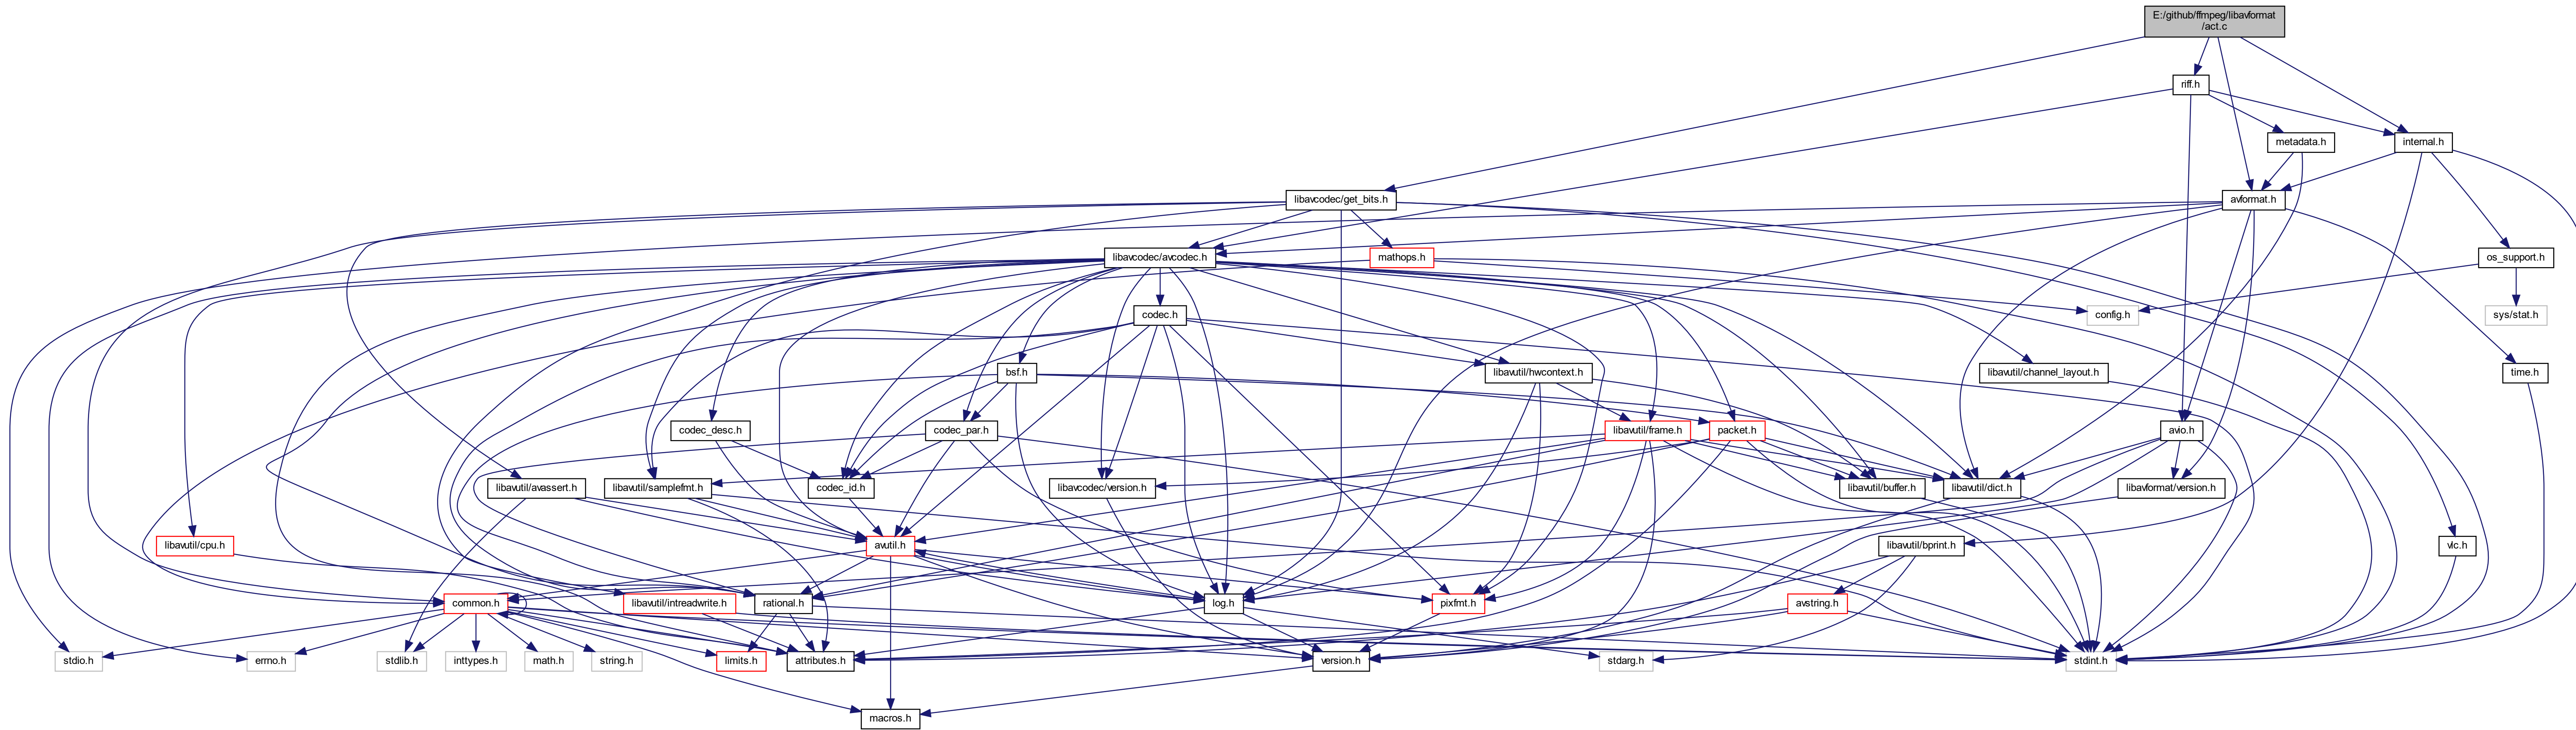 E:/github/ffmpeg/libavformat
/act.c
riff.h
metadata.h
internal.h
libavcodec/get_bits.h
avformat.h
libavcodec/avcodec.h
mathops.h
os_support.h
codec.h
config.h
sys/stat.h
bsf.h
libavutil/hwcontext.h
libavutil/channel_layout.h
time.h
codec_desc.h
codec_par.h
libavutil/frame.h
packet.h
avio.h
libavutil/avassert.h
libavutil/samplefmt.h
codec_id.h
libavcodec/version.h
libavutil/buffer.h
libavutil/dict.h
libavformat/version.h
libavutil/cpu.h
avutil.h
libavutil/bprint.h
vlc.h
common.h
libavutil/intreadwrite.h
rational.h
log.h
pixfmt.h
avstring.h
stdio.h
errno.h
stdlib.h
inttypes.h
math.h
string.h
limits.h
attributes.h
version.h
stdarg.h
stdint.h
macros.h